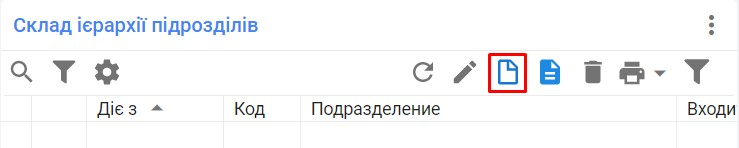 Склад ієрархії підрозділів
Діє з Код Подразделение Входи